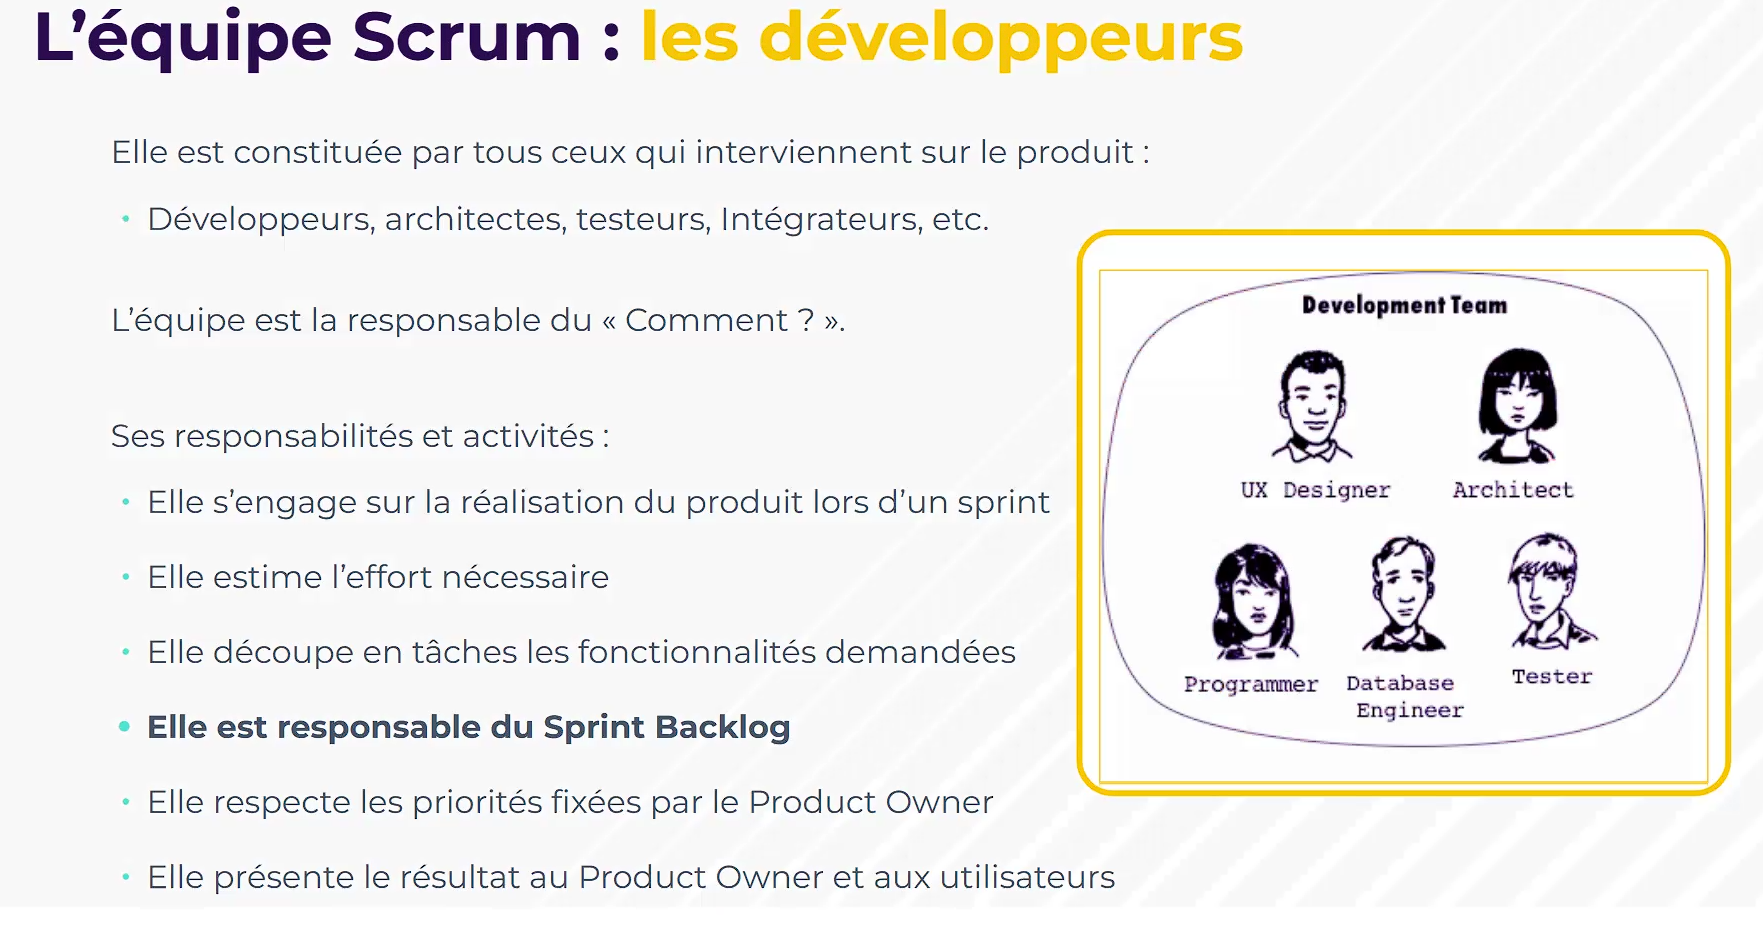 L'équipe Scrum : les développeurs
Elle est constituée par tous ceux qui interviennent sur le produit :
• Développeurs, architectes, testeurs, Intégrateurs, etc.
L'équipe est la responsable du « Comment ? ».
Ses responsabilités et activités :
• Elle s'engage sur la réalisation du produit lors d'un sprint
• Elle estime l'effort nécessaire
• Elle découpe en tâches les fonctionnalités demandées
• Elle est responsable du Sprint Backlog
• Elle respecte les priorités fixées par le Product Owner
• Elle présente le résultat au Product Owner et aux utilisateurs
Development Team
UX Designer
Architect
Programmer
Database
Engineer
Tester